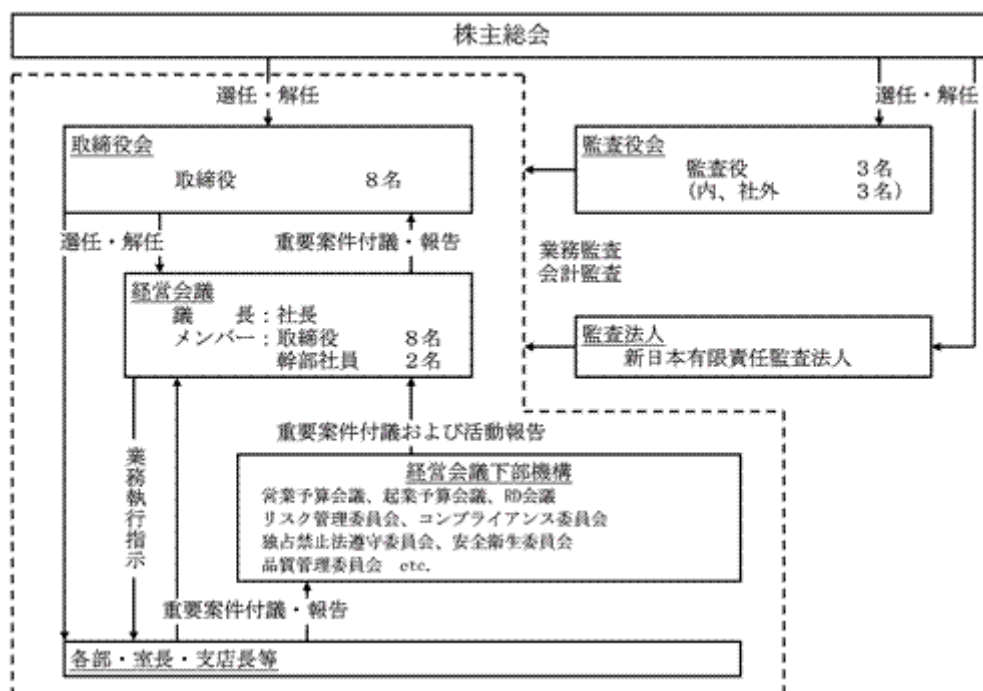 株主総会
選任・解任
選任・解任
取締役会
取締役 8名
監査役会
監査役 3名
(内、社外 3名)
選任・解任
重要案件付議・報告
業務監査
会計監査
経営会議
議 長：社長
メンバー：取締役 8名
幹部社員 2名
監査法人
新日本有限責任監査法人
重要案件付議および活動報告
業務執行指示
経営会議下部機構
営業予算会議、起業予算会議、RD会議
リスク管理委員会、コンプライアンス委員会
独占禁止法遵守委員会、安全衛生委員会
品質管理委員会 etc.
重要案件付議・報告
各部・室長・支店長等